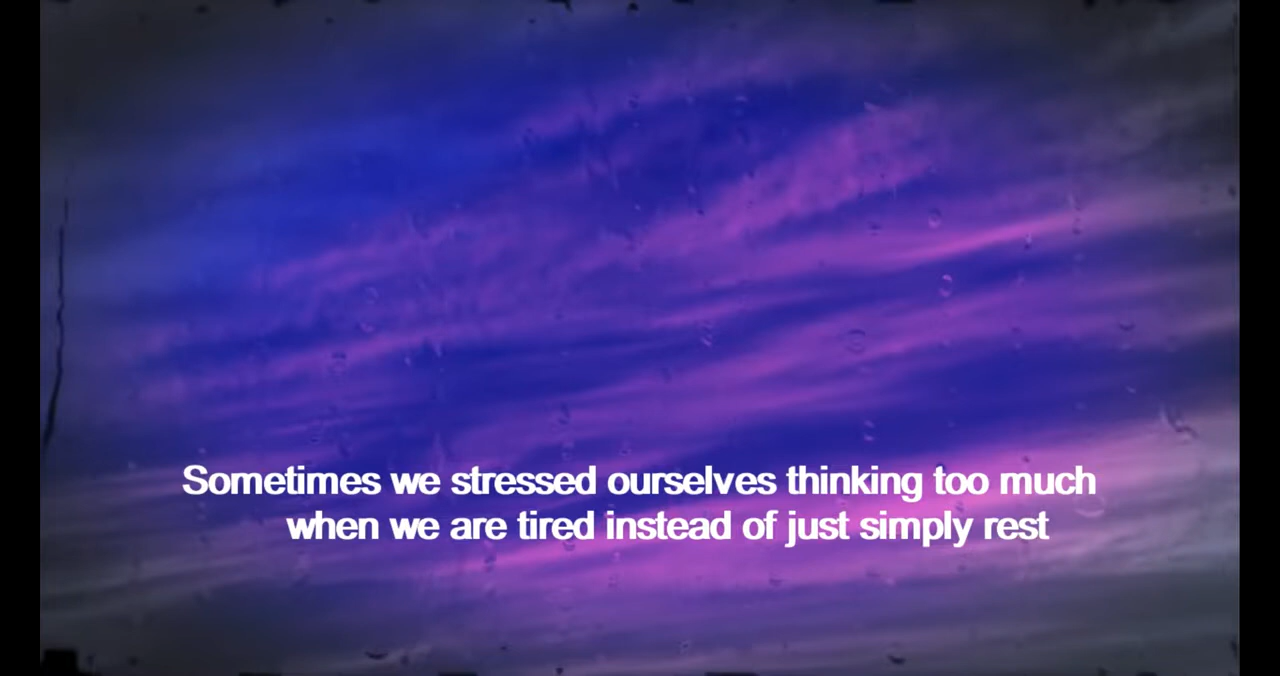 Sometimes we stressed ourselves thinking too much
when we are tired instead of just simply rest